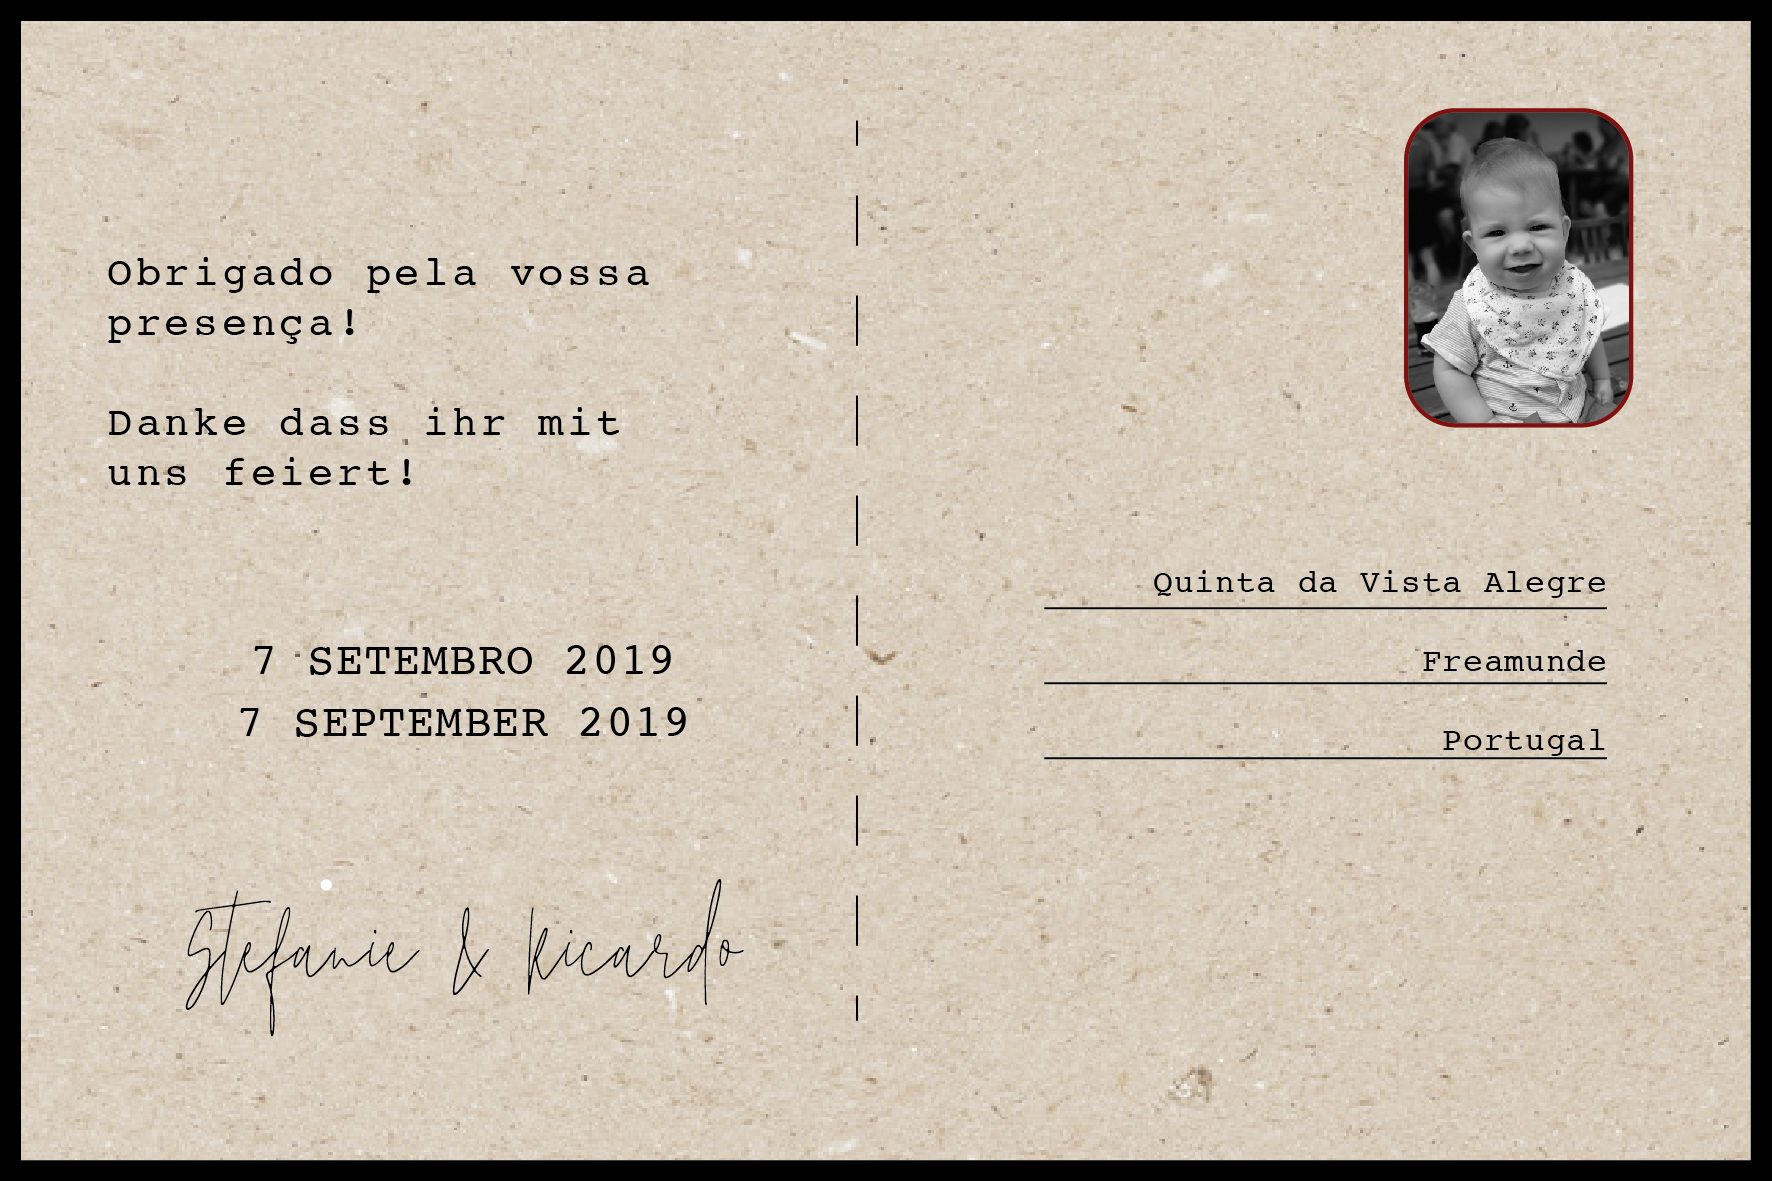 Obrigado pela vossa
presença!
Danke dass ihr mit
uns feiert!
7 SETEMBRO 2019
7 SEPTEMBER 2019
Stefanie & Ricardo
Quinta da Vista Alegre
Freamunde
Portugal